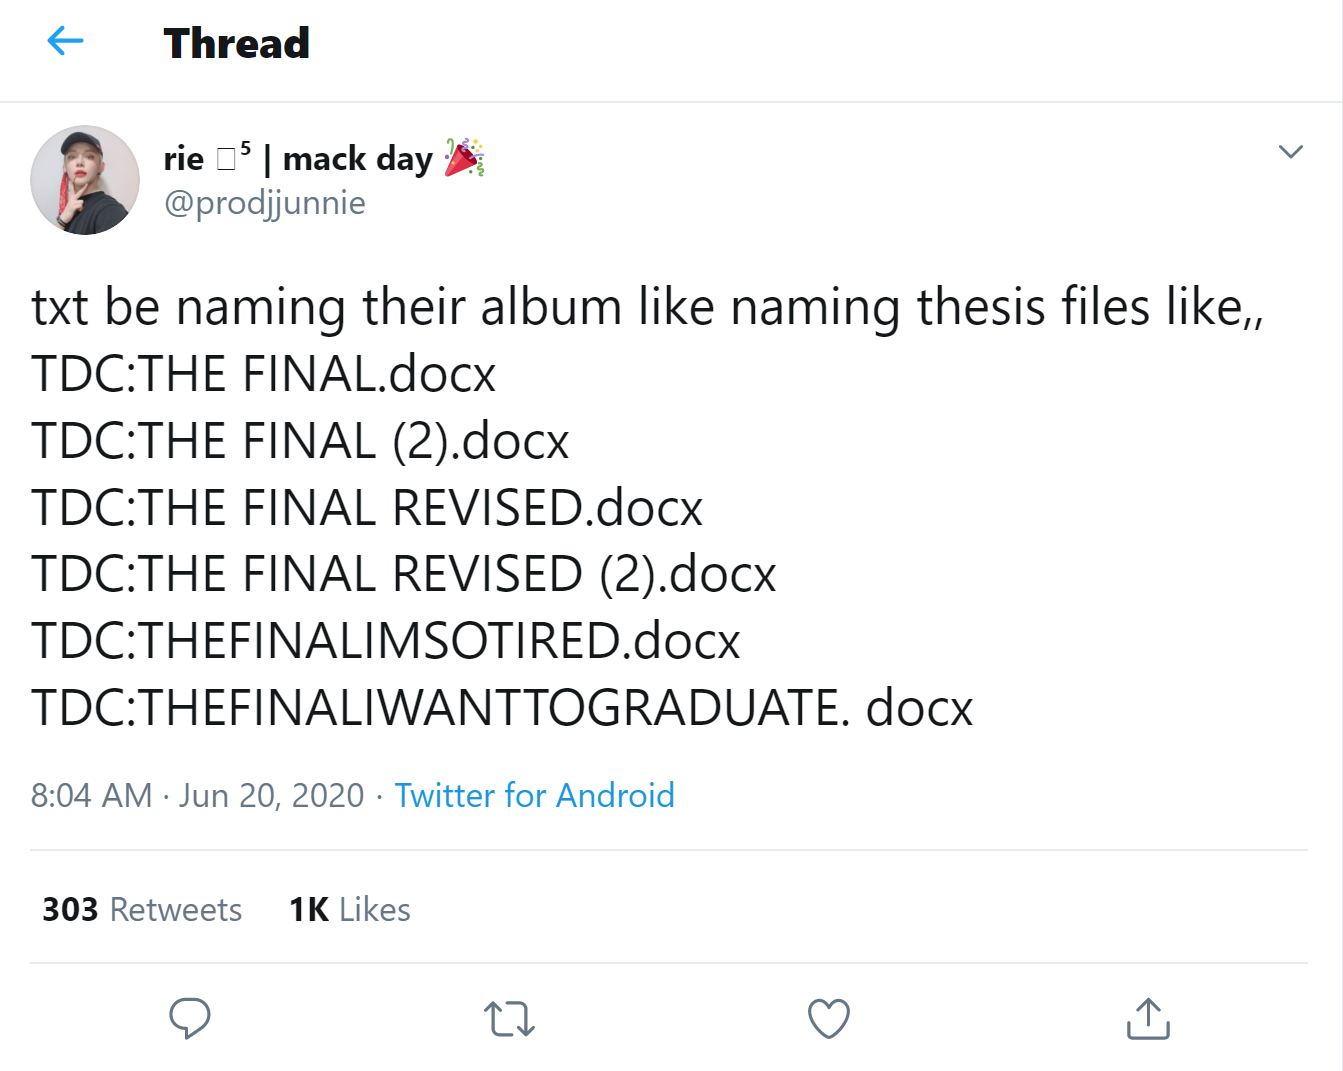 Thread
rie □⁵ | mack day 🎉
@prodjjunnie
txt be naming their album like naming thesis files like,,
TDC:THE FINAL.docx
TDC:THE FINAL (2).docx
TDC:THE FINAL REVISED.docx
TDC:THE FINAL REVISED (2).docx
TDC:THEFINALIMSOTIRED.docx
TDC:THEFINALIWANTTOGRADUATE. docx
8:04 AM · Jun 20, 2020 · Twitter for Android
303 Retweets 1K Likes